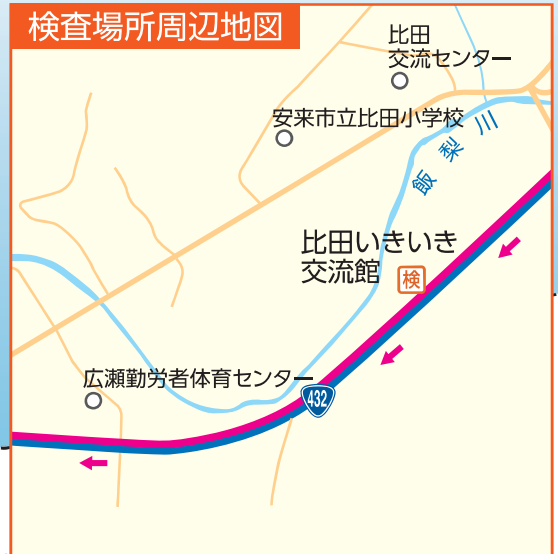 検査場所周辺地図
比田
交流センター
安来市立比田小学校
飯梨川
比田いきいき
交流館
検
広瀬勤労者体育センター
432